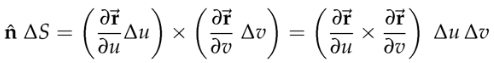 n̂ ΔS = (∂r⃗/∂u Δu) × (∂r⃗/∂v Δv) = (∂r⃗/∂u × ∂r⃗/∂v) Δu Δv